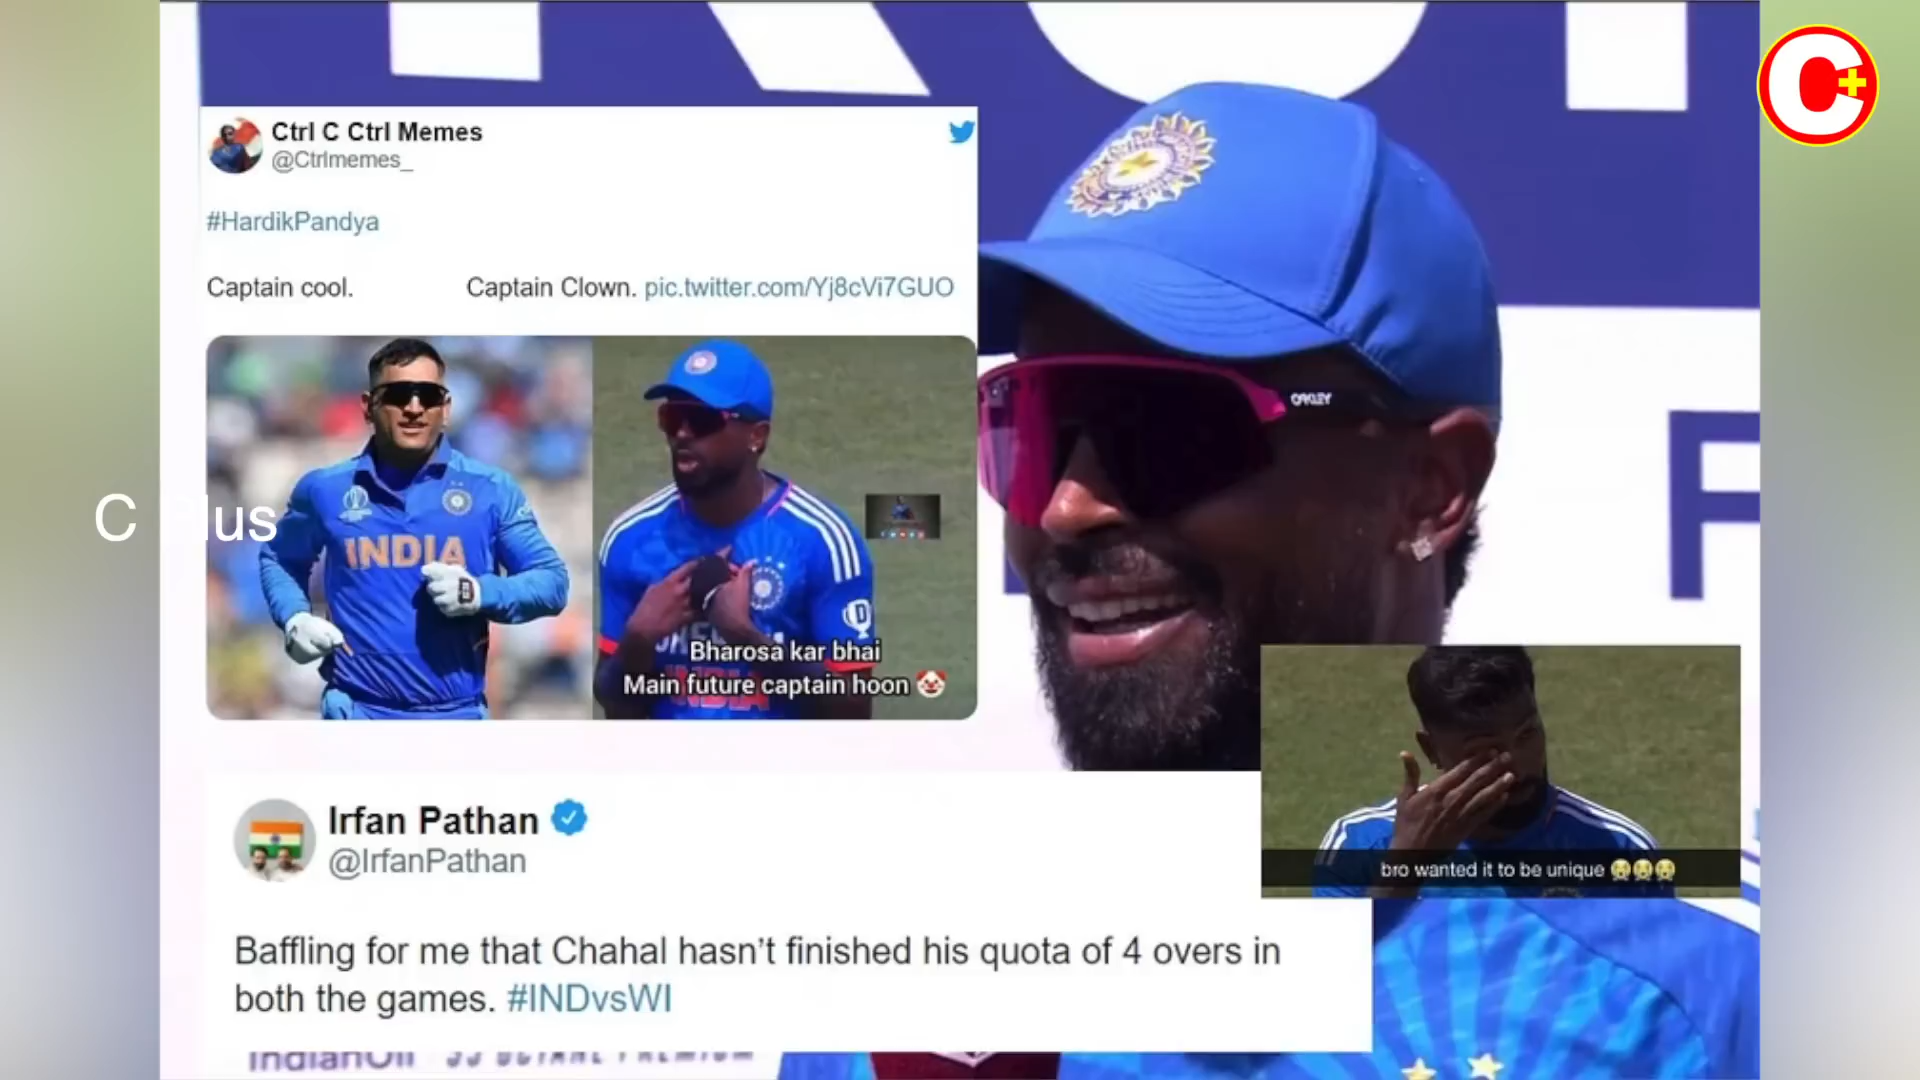 C+
Ctrl C Ctrl Memes
@Ctrlmemes_
#HardikPandya
Captain cool. Captain Clown. pic.twitter.com/Yj8cVi7GUO
OAKLEY
C Plus
INDIA
D
Bharosa kar bhai
Main future captain hoon 🤡
INDIA
bro wanted it to be unique 😭😭😭
Irfan Pathan
@IrfanPathan
Baffling for me that Chahal hasn’t finished his quota of 4 overs in
both the games. #INDvsWI
IndianOil